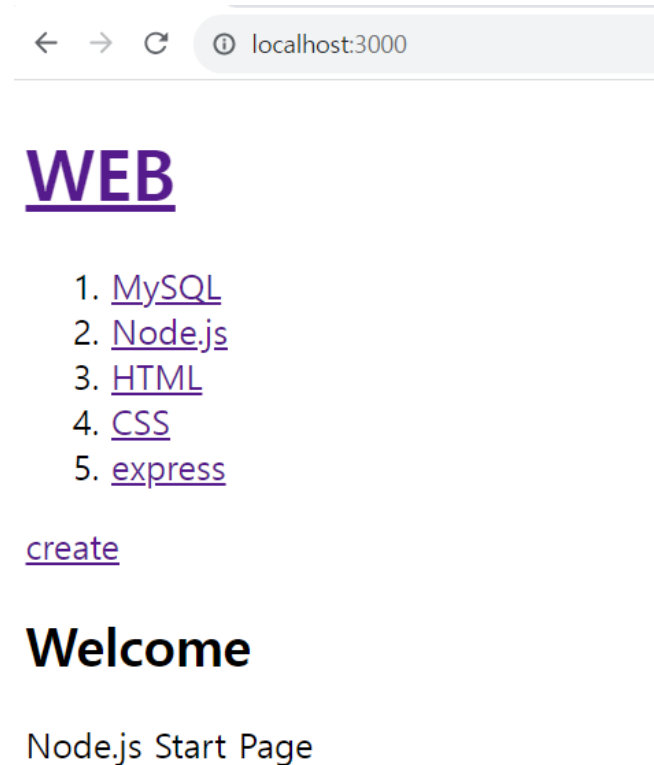 localhost:3000
WEB
1. MySQL
2. Node.js
3. HTML
4. CSS
5. express
create
Welcome
Node.js Start Page